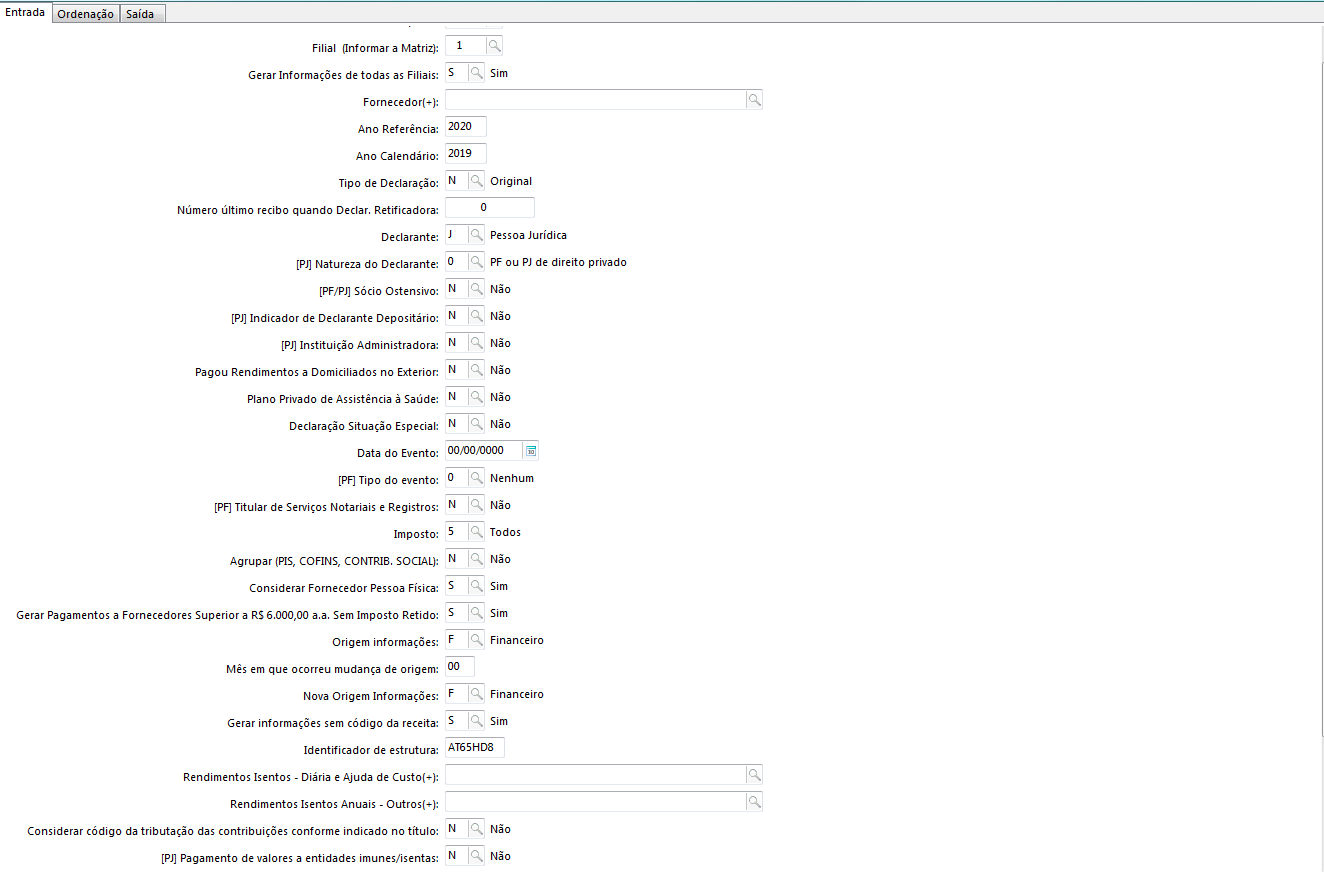 Entrada Ordenação Saída
Filial (Informar a Matriz): 1
Gerar Informações de todas as Filiais: S Sim
Fornecedor(+):
Ano Referência: 2020
Ano Calendário: 2019
Tipo de Declaração: N Original
Número último recibo quando Declar. Retificadora: 0
Declarante: J Pessoa Jurídica
[PJ] Natureza do Declarante: 0 PF ou PJ de direito privado
[PF/PJ] Sócio Ostensivo: N Não
[PJ] Indicador de Declarante Depositário: N Não
[PJ] Instituição Administradora: N Não
Pagou Rendimentos a Domiciliados no Exterior: N Não
Plano Privado de Assistência à Saúde: N Não
Declaração Situação Especial: N Não
Data do Evento: 00/00/0000
[PF] Tipo do evento: 0 Nenhum
[PF] Titular de Serviços Notariais e Registros: N Não
Imposto: 5 Todos
Agrupar (PIS, COFINS, CONTRIB. SOCIAL): N Não
Considerar Fornecedor Pessoa Física: S Sim
Gerar Pagamentos a Fornecedores Superior a R$ 6.000,00 a.a. Sem Imposto Retido: S Sim
Origem informações: F Financeiro
Mês em que ocorreu mudança de origem: 00
Nova Origem Informações: F Financeiro
Gerar informações sem código da receita: S Sim
Identificador de estrutura: AT65HD8
Rendimentos Isentos - Diária e Ajuda de Custo(+):
Rendimentos Isentos Anuais - Outros(+):
Considerar código da tributação das contribuições conforme indicado no título: N Não
[PJ] Pagamento de valores a entidades imunes/isentas: N Não